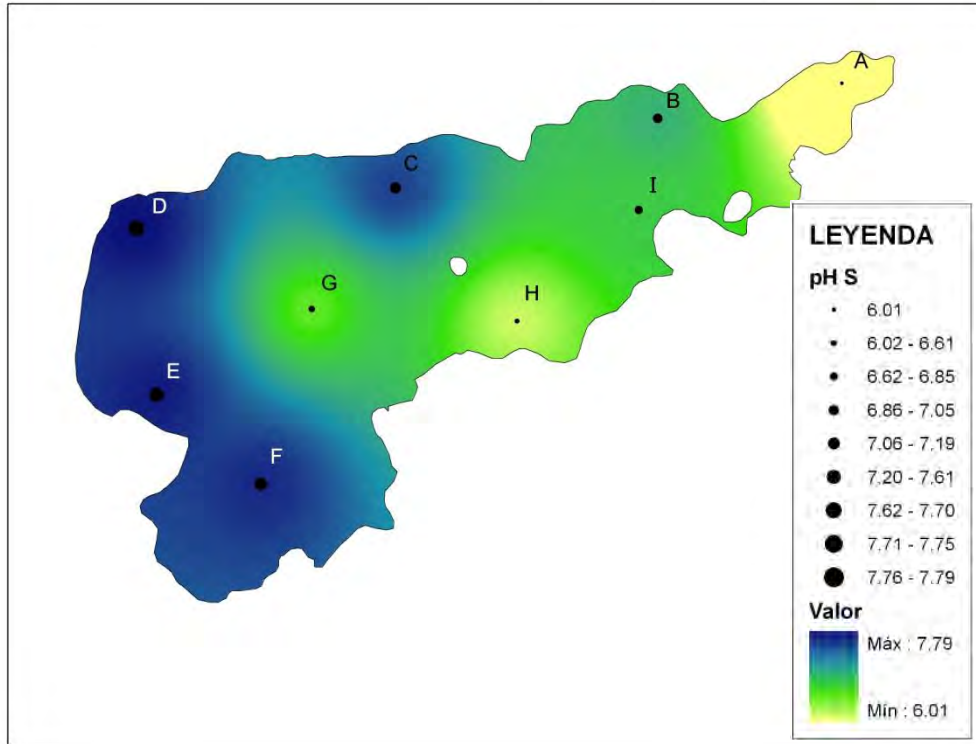 A
B
C
I
D
G
H
E
F
LEYENDA
pH S
6.01
6.02 - 6.61
6.62 - 6.85
6.86 - 7.05
7.06 - 7.19
7.20 - 7.61
7.62 - 7.70
7.71 - 7.75
7.76 - 7.79
Valor
Máx : 7.79
Mín : 6.01